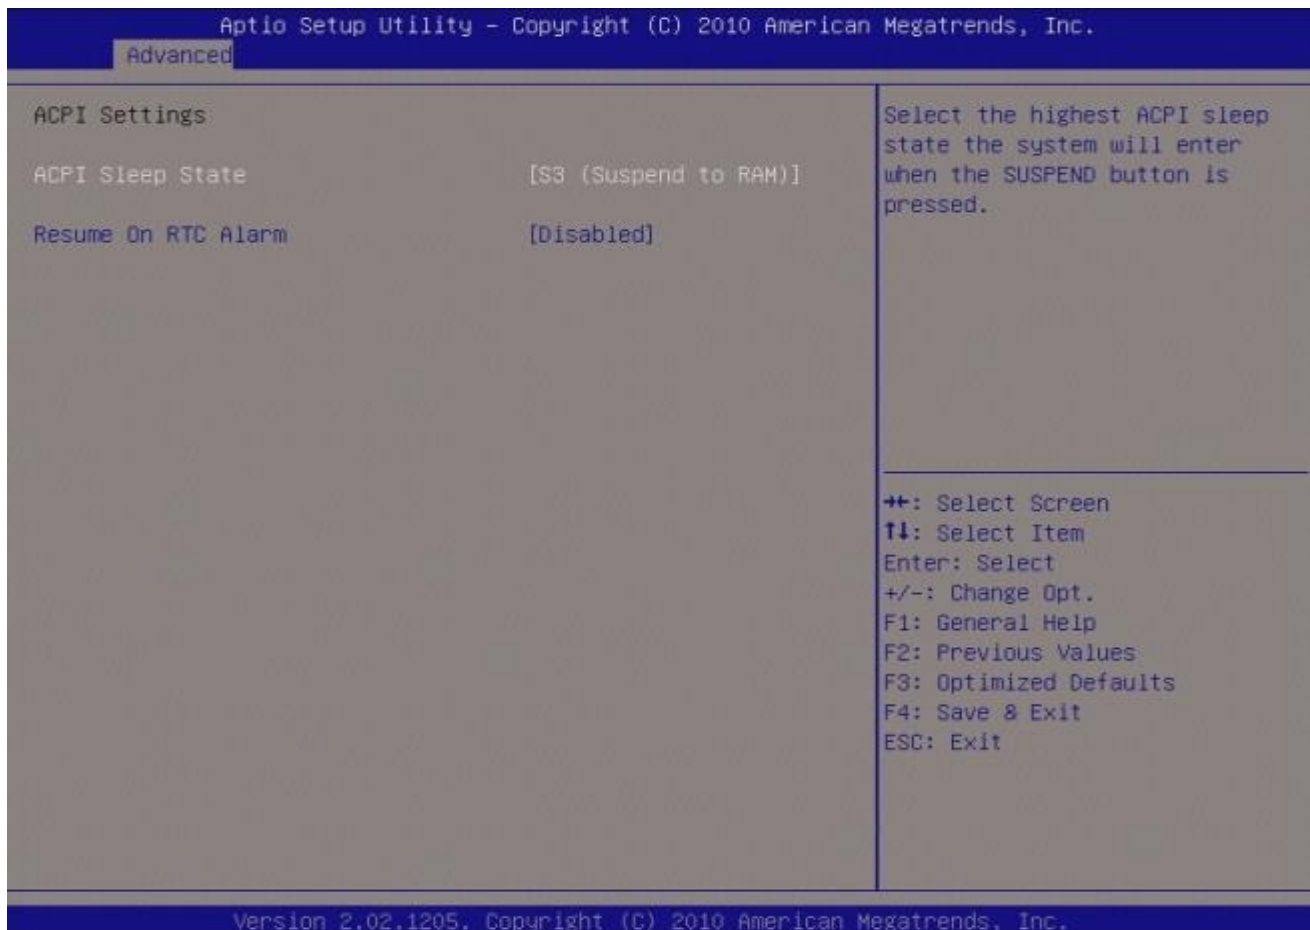 Aptio Setup Utility – Copyright (C) 2010 American Megatrends, Inc.
Advanced
ACPI Settings
ACPI Sleep State [S3 (Suspend to RAM)]
Resume On RTC Alarm [Disabled]
Select the highest ACPI sleep
state the system will enter
when the SUSPEND button is
pressed.
→←: Select Screen
↑↓: Select Item
Enter: Select
+/-: Change Opt.
F1: General Help
F2: Previous Values
F3: Optimized Defaults
F4: Save & Exit
ESC: Exit
Version 2.02.1205. Copyright (C) 2010 American Megatrends, Inc.